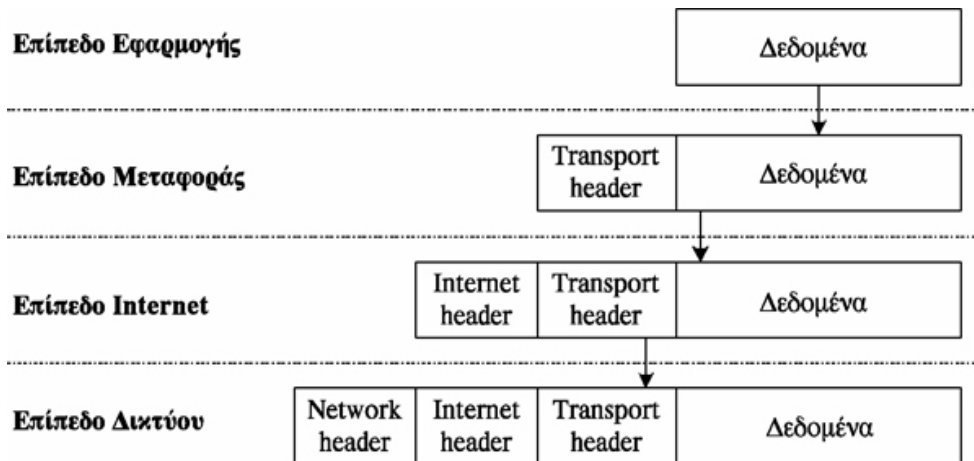 Επίπεδο Εφαρμογής
Δεδομένα
Επίπεδο Μεταφοράς
Transport
header
Δεδομένα
Επίπεδο Internet
Internet
header
Transport
header
Δεδομένα
Επίπεδο Δικτύου
Network
header
Internet
header
Transport
header
Δεδομένα